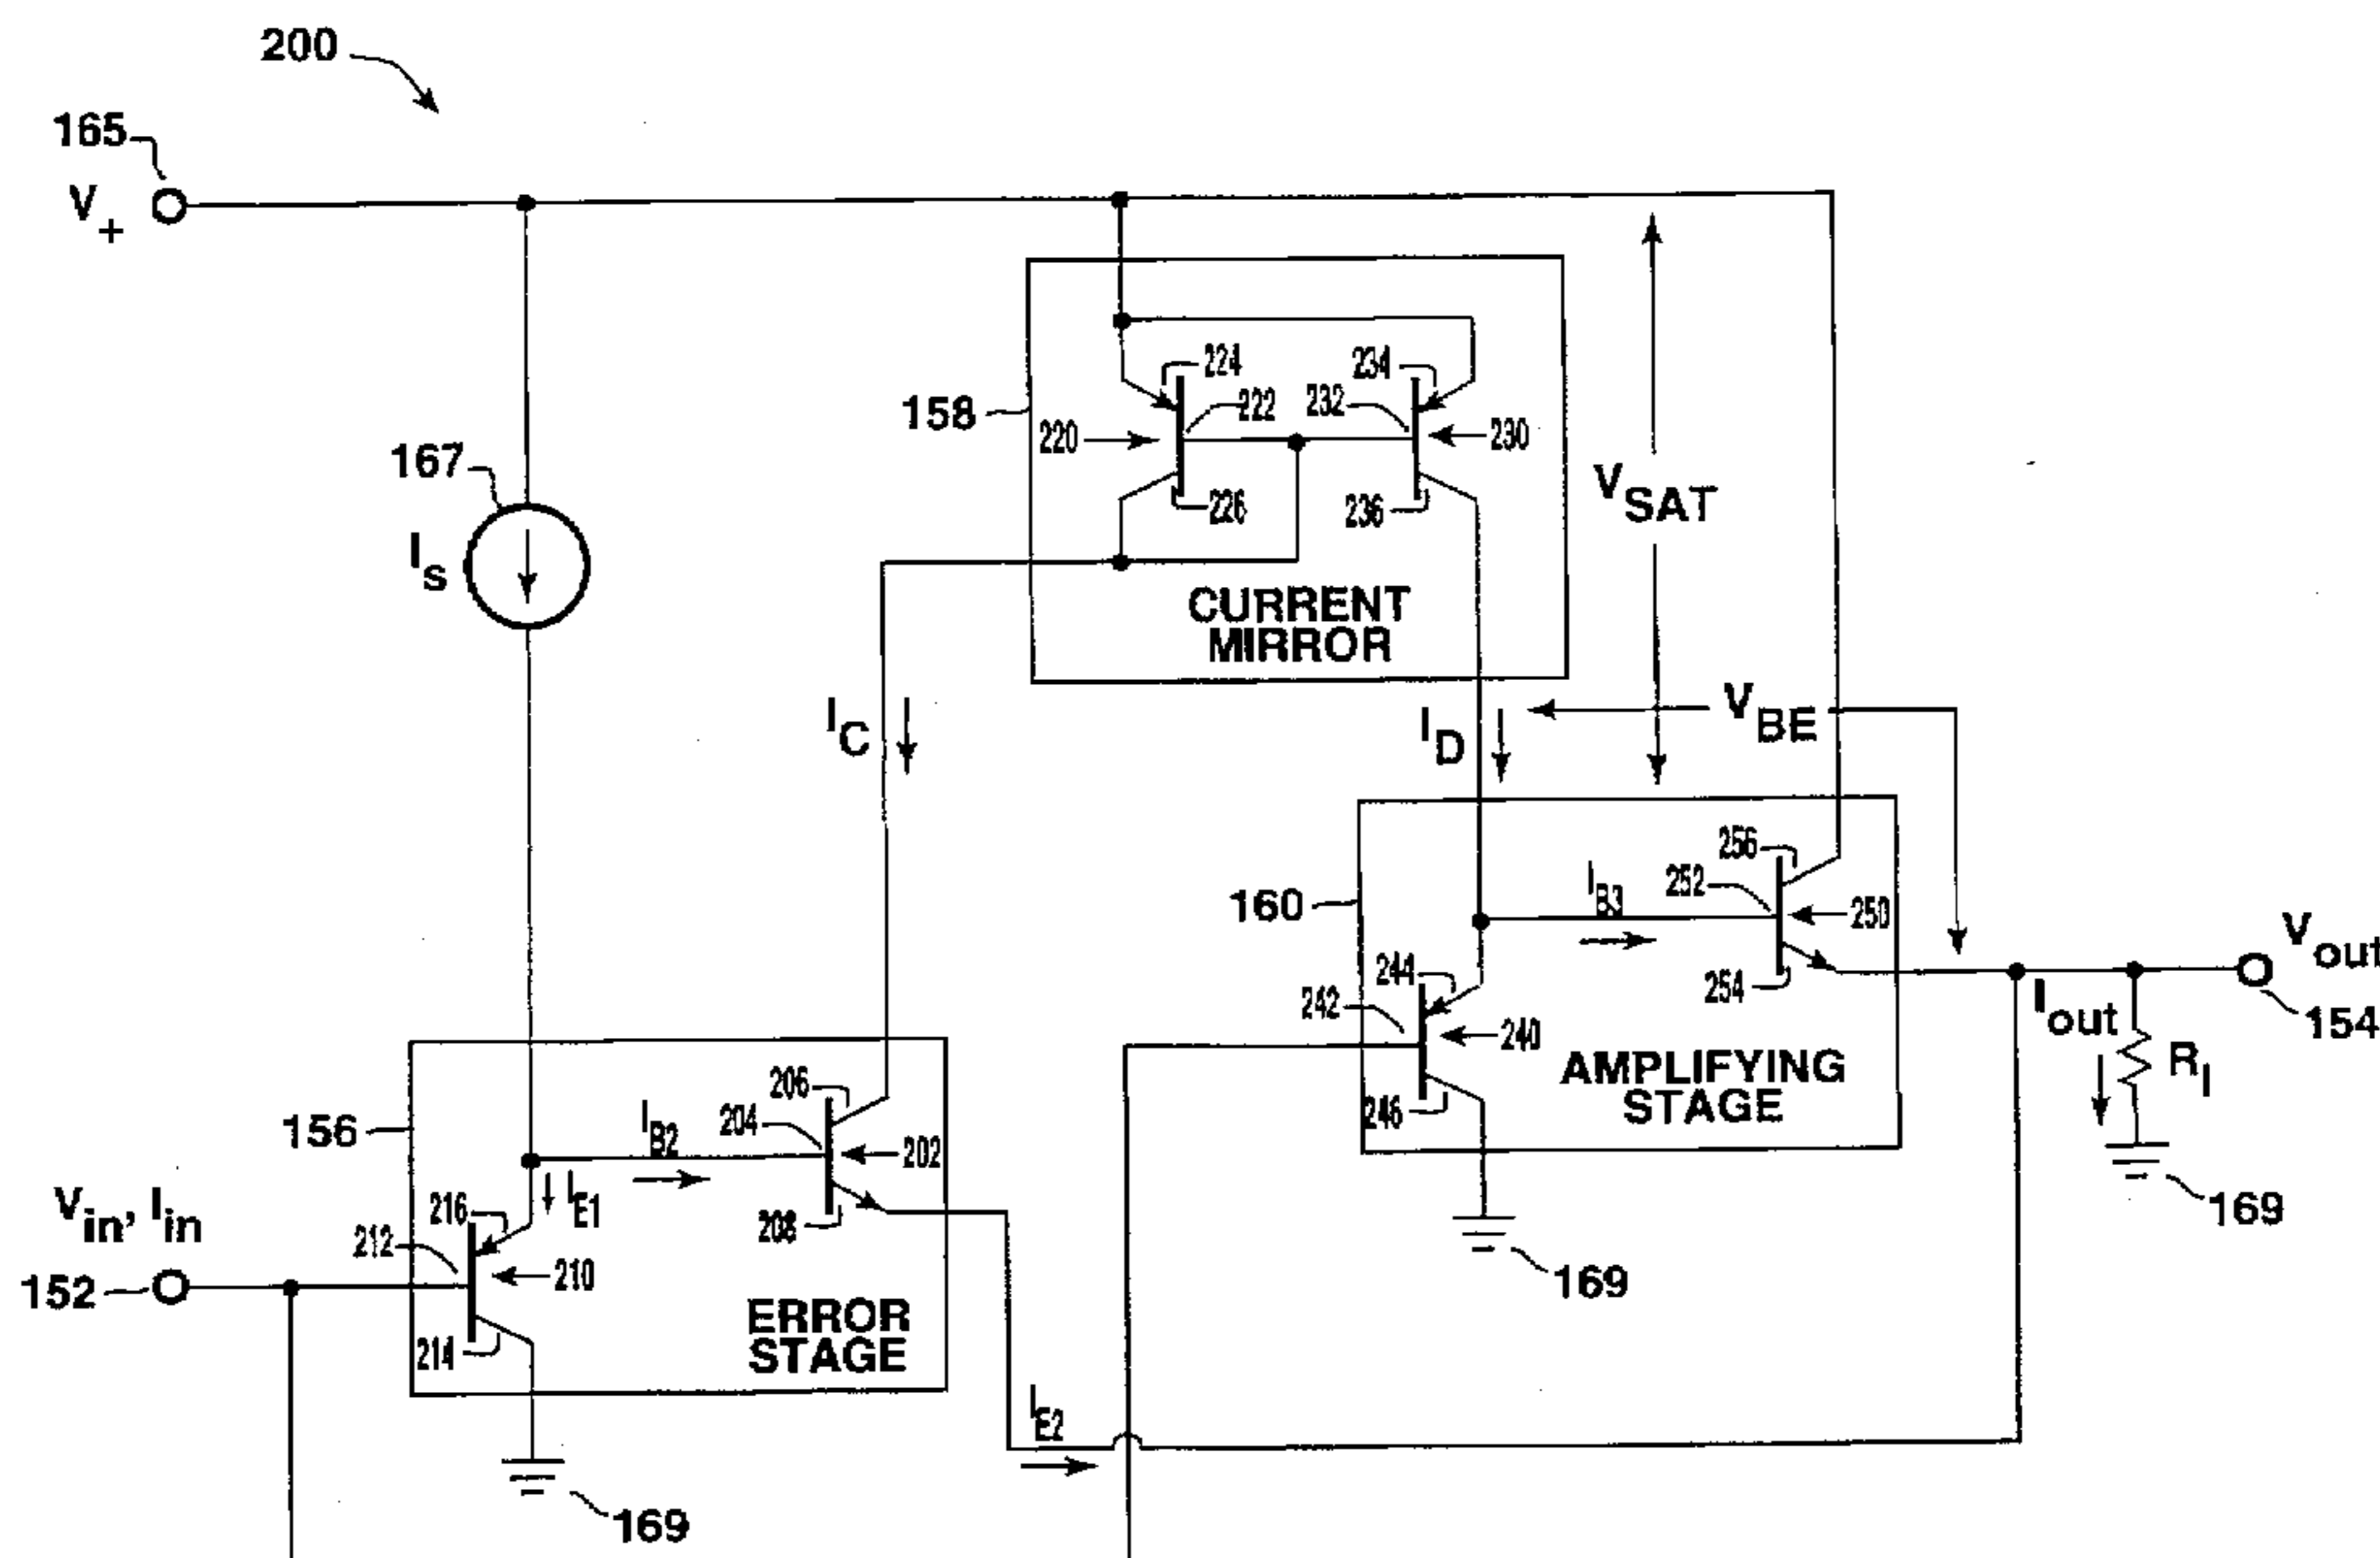 200
165
V+
224
234
222
232
158
220
230
167
IS
226
236
VSAT
CURRENT
MIRROR
IC
ID
VBE
256
252
IB3
250
160
Vout
244
254
242
Iout
154
240
RI
AMPLIFYING
STAGE
246
206
IB2
204
156
202
Vin, Iin
216
IE1
208
169
212
152
210
169
ERROR
STAGE
214
IE2
169